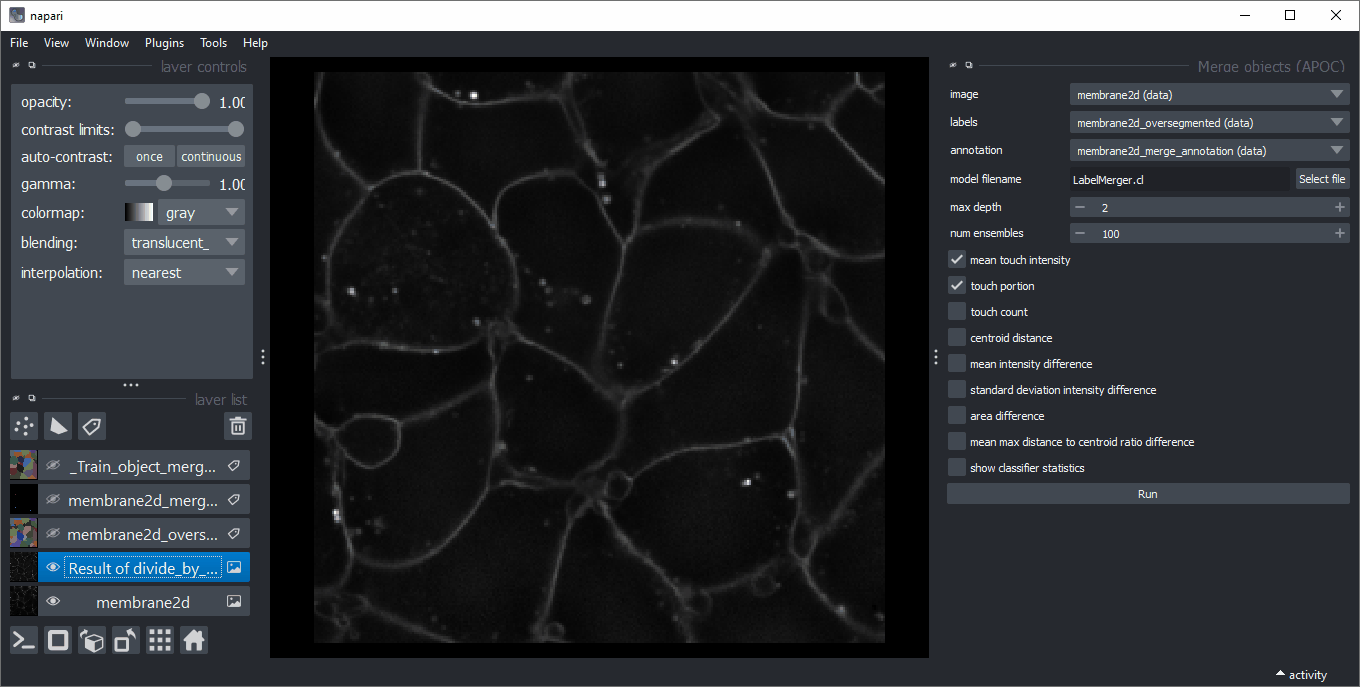 napari
File View Window Plugins Tools Help
layer controls
opacity: 1.00
contrast limits:
auto-contrast: once continuous
gamma: 1.00
colormap: gray
blending: translucent_
interpolation: nearest
layer list
_Train_object_merg...
membrane2d_merg...
membrane2d_overs...
Result of divide_by_...
membrane2d
Merge objects (APOC)
image membrane2d (data)
labels membrane2d_oversegmented (data)
annotation membrane2d_merge_annotation (data)
model filename LabelMerger.cl Select file
max depth 2
num ensembles 100
mean touch intensity
touch portion
touch count
centroid distance
mean intensity difference
standard deviation intensity difference
area difference
mean max distance to centroid ratio difference
show classifier statistics
Run
activity